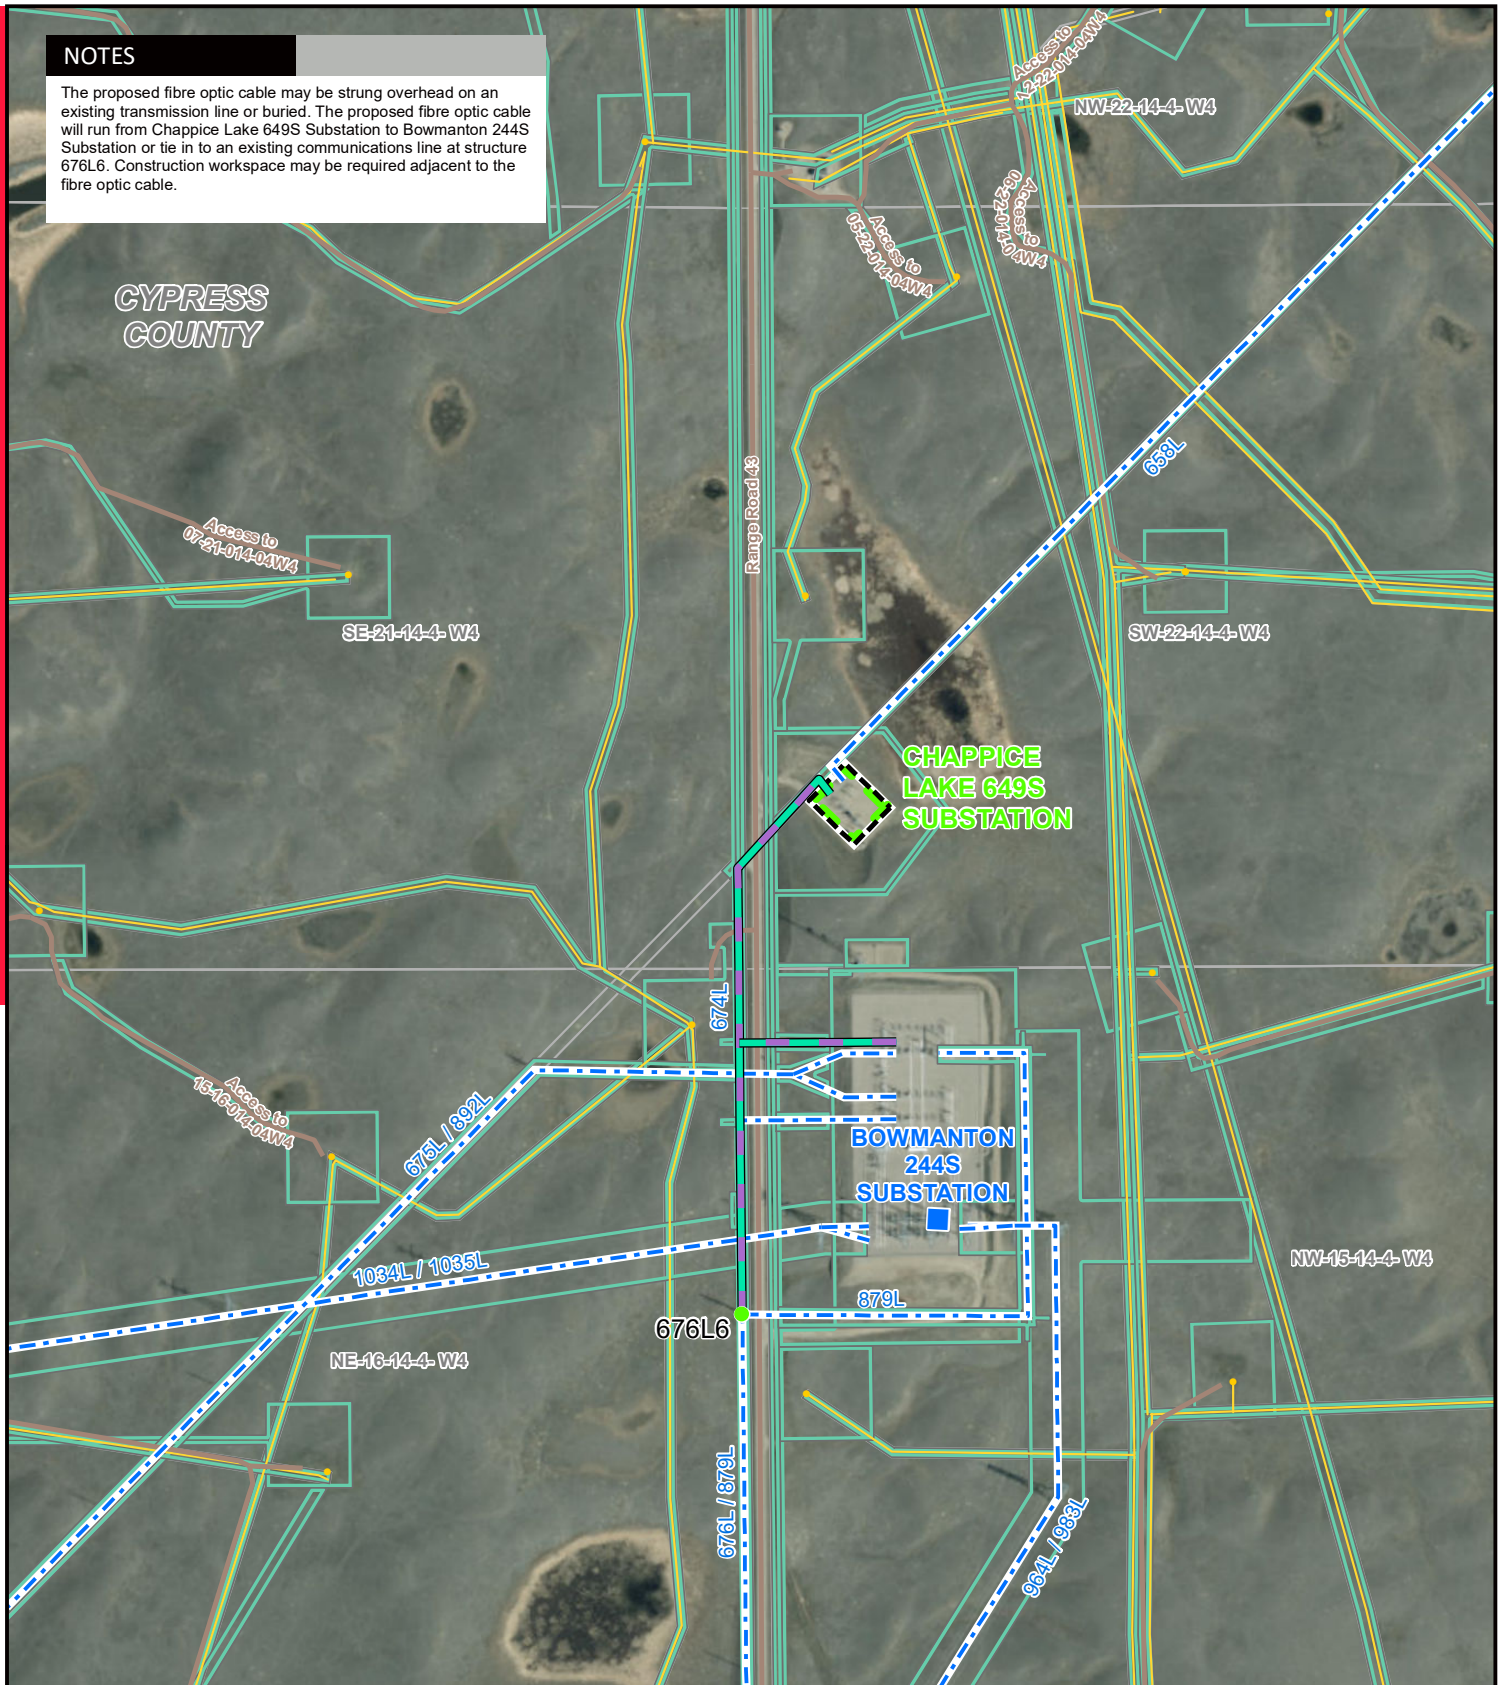 NOTES
The proposed fibre optic cable may be strung overhead on an
existing transmission line or buried. The proposed fibre optic cable
will run from Chappice Lake 649S Substation to Bowmanton 244S
Substation or tie in to an existing communications line at structure
676L6. Construction workspace may be required adjacent to the
fibre optic cable.
Access to
12-22-014-04W4
NW-22-14-4- W4
Access to
08-22-014-04W4
Access to
05-22-014-04W4
CYPRESS
COUNTY
658L
Range Road 43
Access to
07-21-014-04W4
SE-21-14-4- W4
SW-22-14-4- W4
CHAPPICE
LAKE 649S
SUBSTATION
674L
Access to
15-16-014-04W4
675L / 892L
BOWMANTON
244S
SUBSTATION
1034L / 1035L
NW-15-14-4- W4
879L
676L6
NE-16-14-4- W4
676L / 879L
964L / 983L